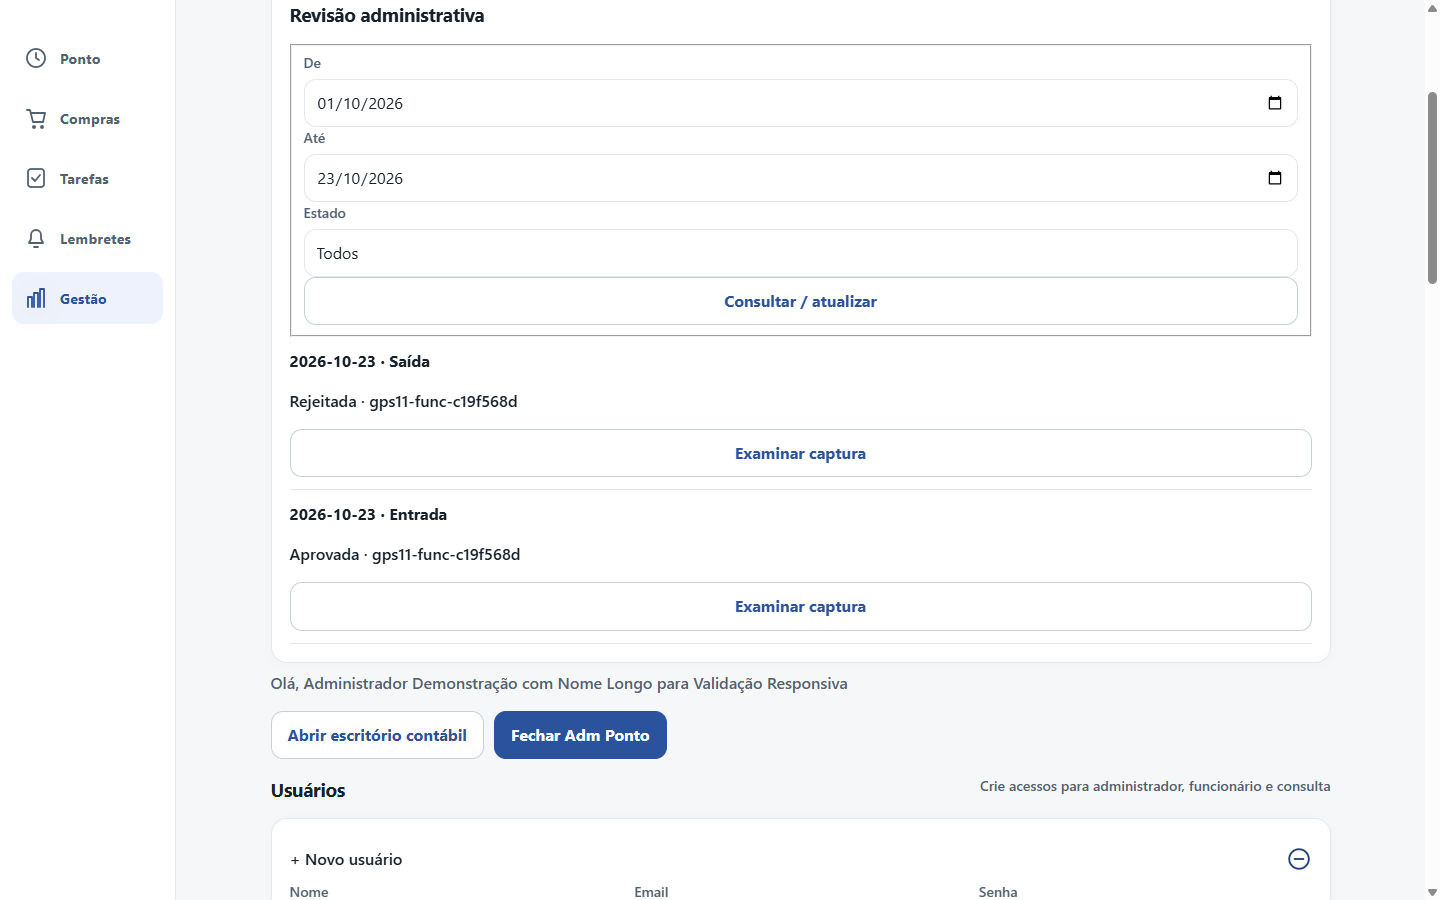 Ponto
Compras
Tarefas
Lembretes
Gestão
Revisão administrativa
De
01/10/2026
Até
23/10/2026
Estado
Todos
Consultar / atualizar
2026-10-23 · Saída
Rejeitada · gps11-func-c19f568d
Examinar captura
2026-10-23 · Entrada
Aprovada · gps11-func-c19f568d
Examinar captura
Olá, Administrador Demonstração com Nome Longo para Validação Responsiva
Abrir escritório contábil
Fechar Adm Ponto
Usuários
Crie acessos para administrador, funcionário e consulta
+ Novo usuário
Nome
Email
Senha